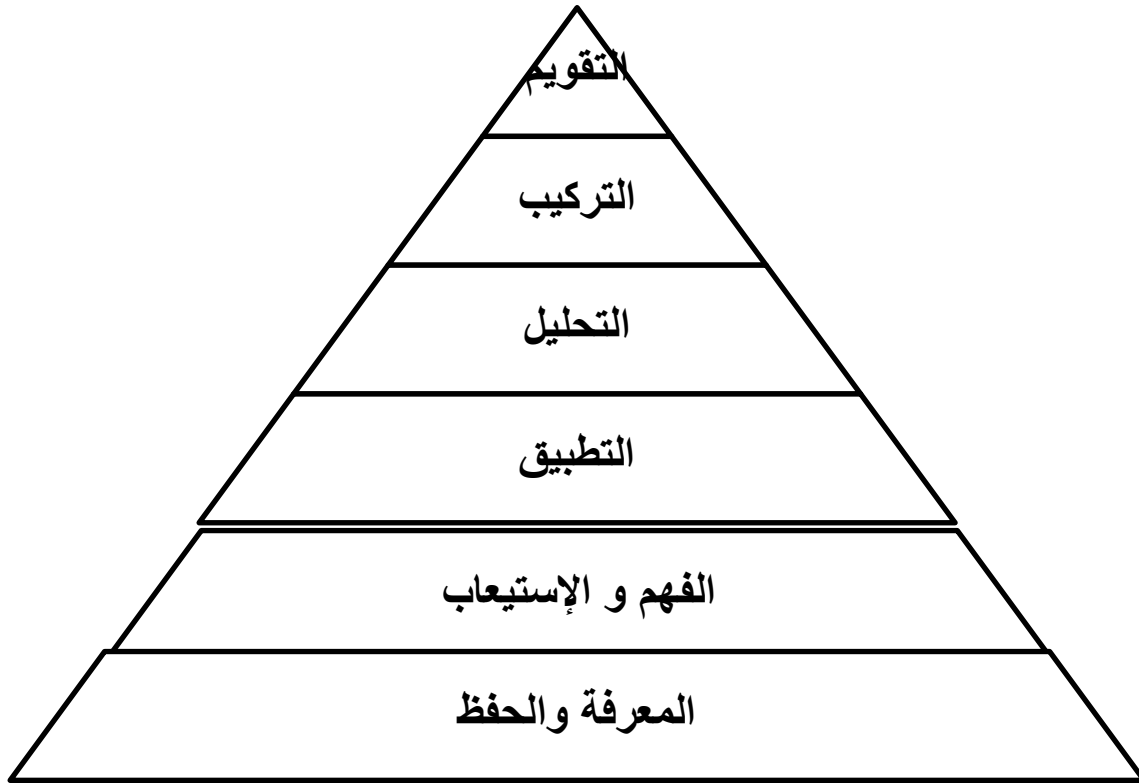 التقويم
التركيب
التحليل
التطبيق
الفهم و الإستيعاب
المعرفة والحفظ